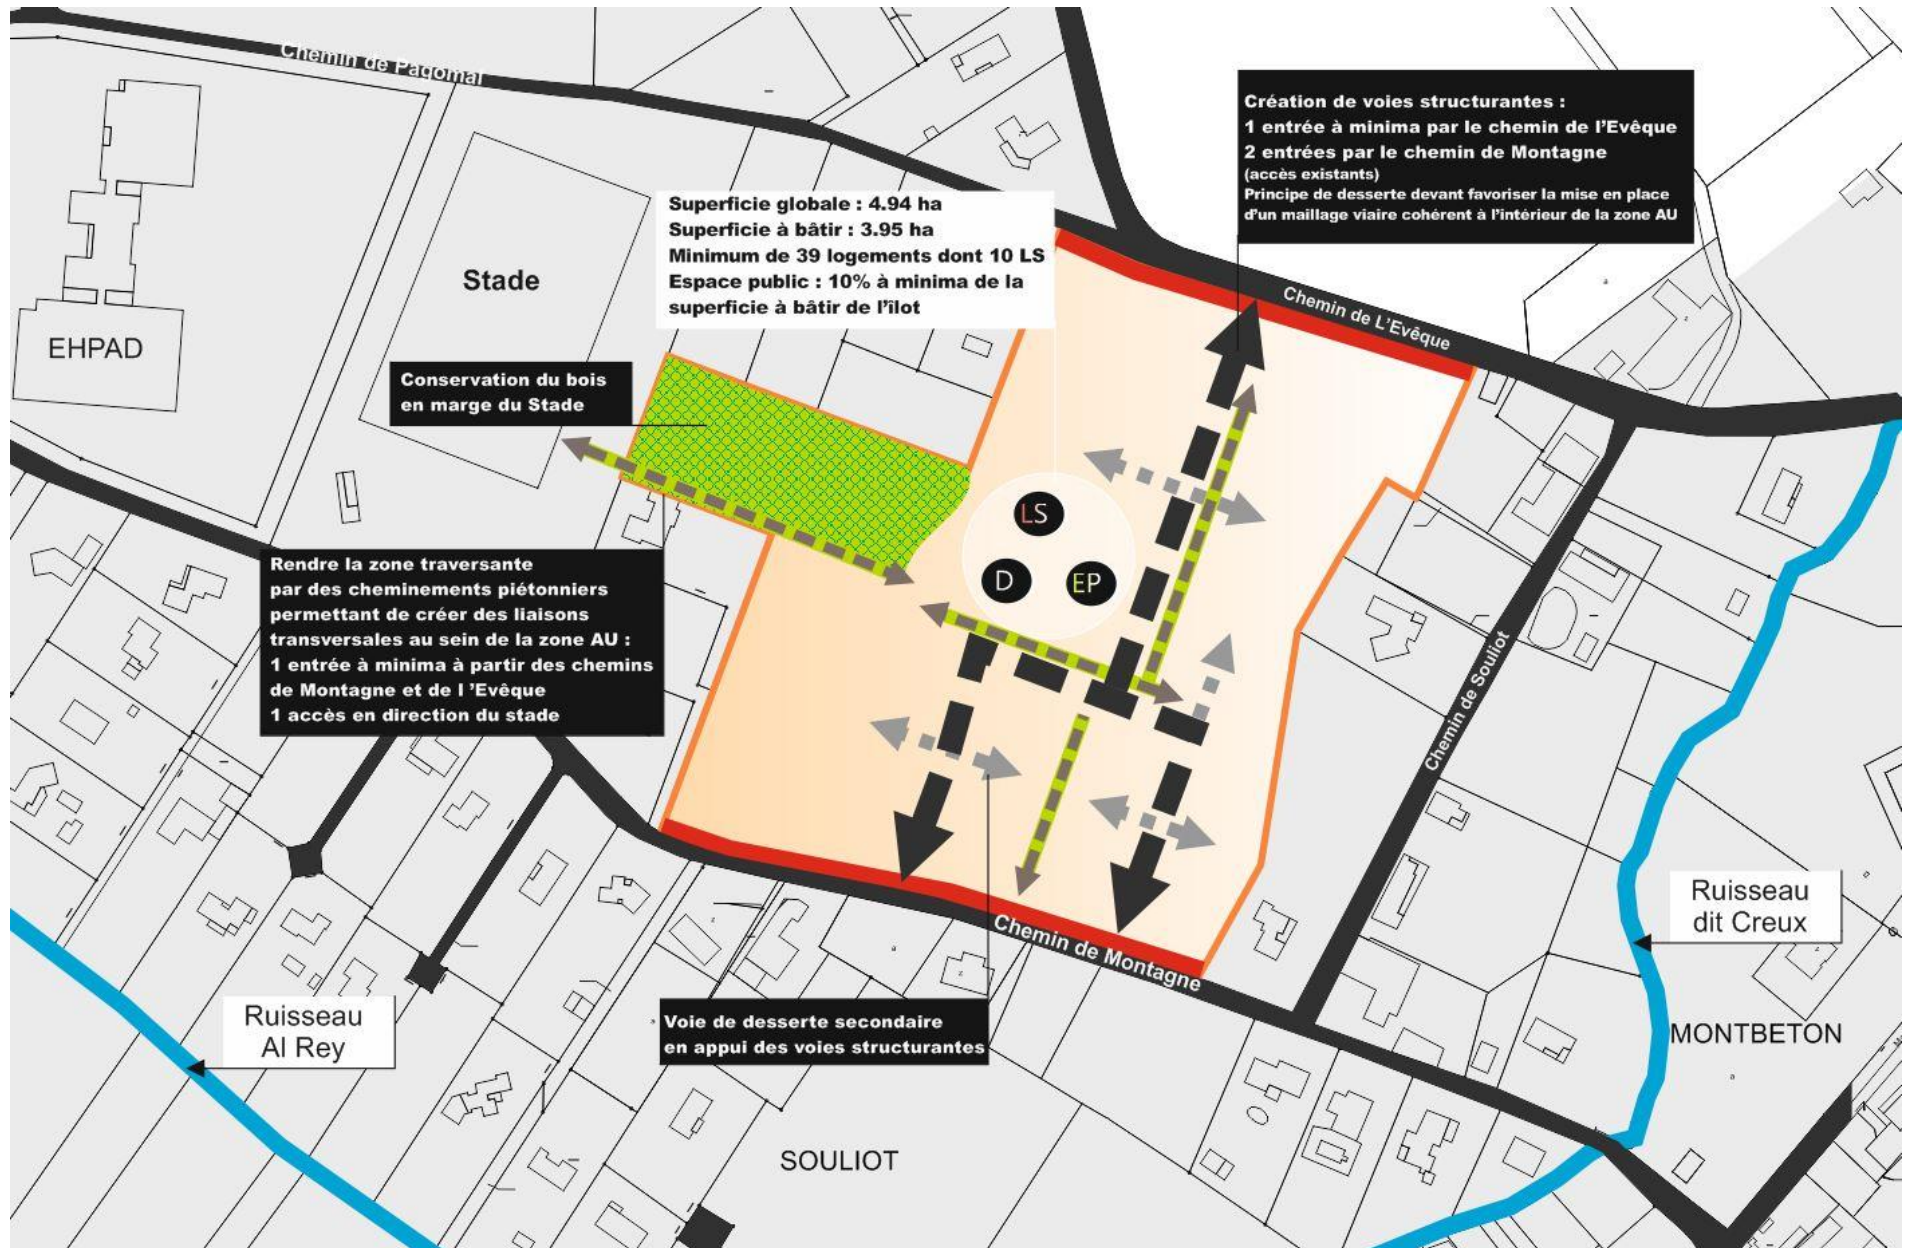 Chemin de Pagomal
Création de voies structurantes :
1 entrée à minima par le chemin de l'Evêque
2 entrées par le chemin de Montagne
(accès existants)
Principe de desserte devant favoriser la mise en place
d'un maillage viaire cohérent à l'intérieur de la zone AU
Superficie globale : 4.94 ha
Superficie à bâtir : 3.95 ha
Minimum de 39 logements dont 10 LS
Espace public : 10% à minima de la
superficie à bâtir de l'îlot
Stade
Chemin de L'Evêque
EHPAD
Conservation du bois
en marge du Stade
LS
D
EP
Rendre la zone traversante
par des cheminements piétonniers
permettant de créer des liaisons
transversales au sein de la zone AU :
1 entrée à minima à partir des chemins
de Montagne et de l 'Evêque
1 accès en direction du stade
Chemin de Souliot
Ruisseau
dit Creux
Chemin de Montagne
Ruisseau
Al Rey
Voie de desserte secondaire
en appui des voies structurantes
MONTBETON
SOULIOT